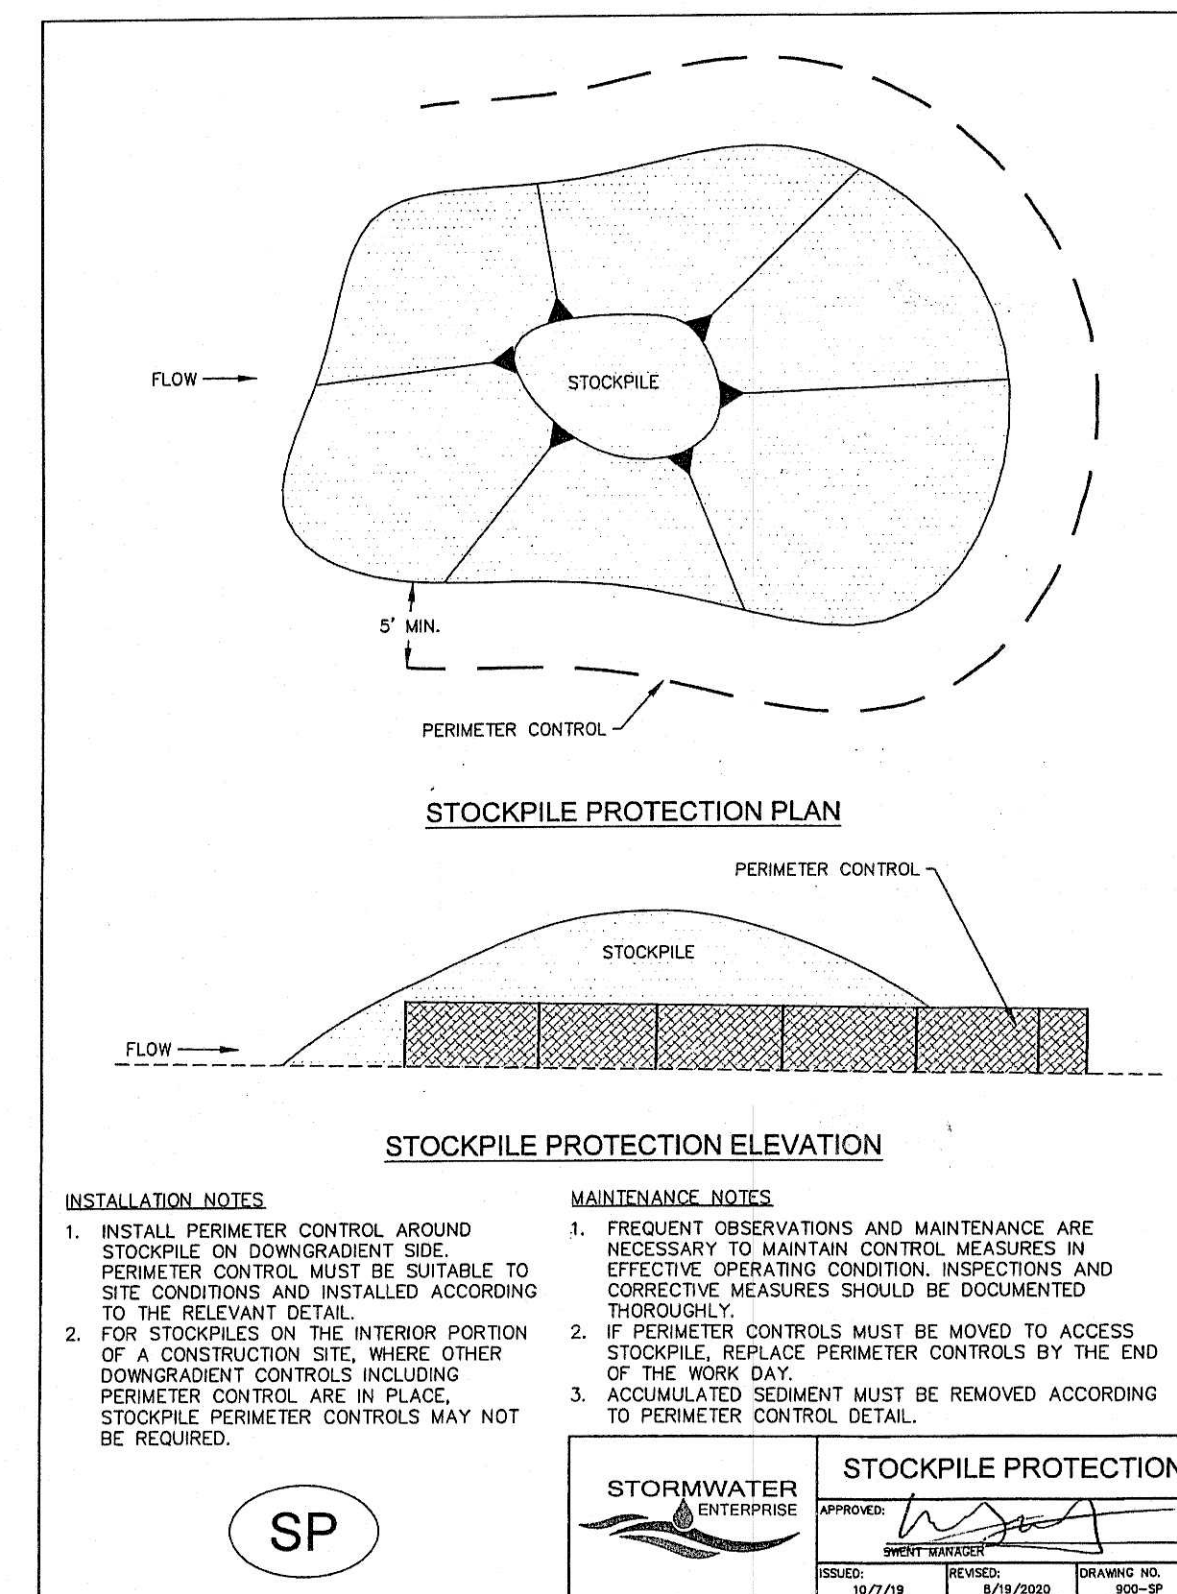 FLOW
STOCKPILE
5' MIN.
PERIMETER CONTROL
STOCKPILE PROTECTION PLAN
PERIMETER CONTROL
STOCKPILE
FLOW
STOCKPILE PROTECTION ELEVATION
INSTALLATION NOTES
1. INSTALL PERIMETER CONTROL AROUND
STOCKPILE ON DOWNGRADIENT SIDE.
PERIMETER CONTROL MUST BE SUITABLE TO
SITE CONDITIONS AND INSTALLED ACCORDING
TO THE RELEVANT DETAIL.
2. FOR STOCKPILES ON THE INTERIOR PORTION
OF A CONSTRUCTION SITE, WHERE OTHER
DOWNGRADIENT CONTROLS INCLUDING
PERIMETER CONTROL ARE IN PLACE,
STOCKPILE PERIMETER CONTROLS MAY NOT
BE REQUIRED.
MAINTENANCE NOTES
1. FREQUENT OBSERVATIONS AND MAINTENANCE ARE
NECESSARY TO MAINTAIN CONTROL MEASURES IN
EFFECTIVE OPERATING CONDITION. INSPECTIONS AND
CORRECTIVE MEASURES SHOULD BE DOCUMENTED
THOROUGHLY.
2. IF PERIMETER CONTROLS MUST BE MOVED TO ACCESS
STOCKPILE, REPLACE PERIMETER CONTROLS BY THE END
OF THE WORK DAY.
3. ACCUMULATED SEDIMENT MUST BE REMOVED ACCORDING
TO PERIMETER CONTROL DETAIL.
SP
STORMWATER
ENTERPRISE
STOCKPILE PROTECTION
APPROVED:
SWENT MANAGER
ISSUED:
10/7/19
REVISED:
8/19/2020
DRAWING NO.
900-SP